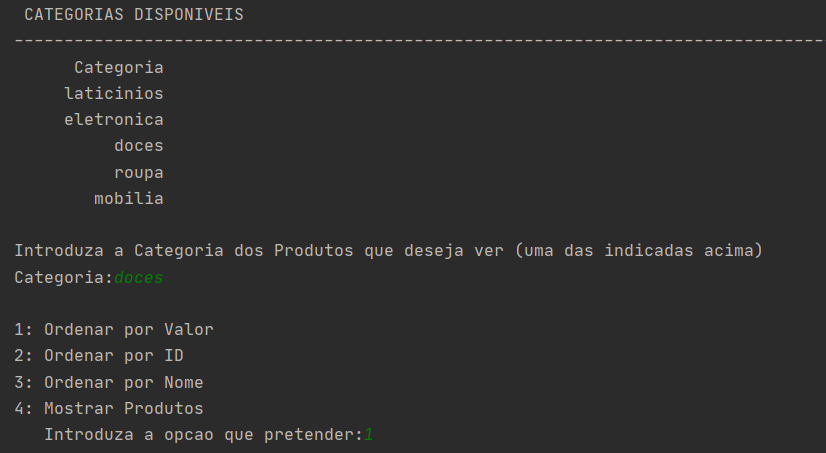 CATEGORIAS DISPONIVEIS
---------------------------------------------------------------------------------
Categoria
laticinios
eletronica
doces
roupa
mobilia
Introduza a Categoria dos Produtos que deseja ver (uma das indicadas acima)
Categoria:doces
1: Ordenar por Valor
2: Ordenar por ID
3: Ordenar por Nome
4: Mostrar Produtos
Introduza a opcao que pretender:1